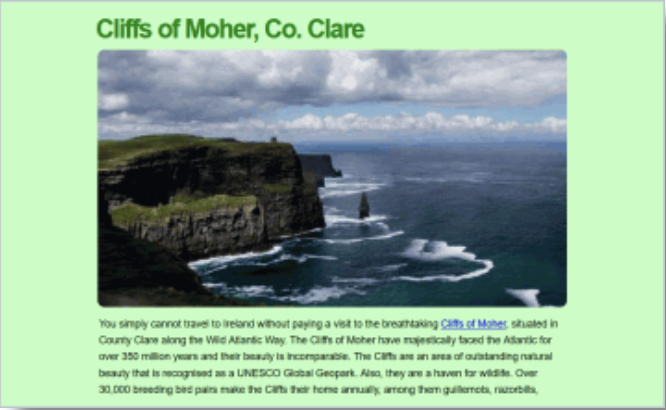 Cliffs of Moher, Co. Clare
You simply cannot travel to Ireland without paying a visit to the breathtaking Cliffs of Moher, situated in
County Clare along the Wild Atlantic Way. The Cliffs of Moher have majestically faced the Atlantic for
over 350 million years and their beauty is incomparable. The Cliffs are an area of outstanding natural
beauty that is recognised as a UNESCO Global Geopark. Also, they are a haven for wildlife. Over
30,000 breeding bird pairs make the Cliffs their home annually, among them guillemots, razorbills,